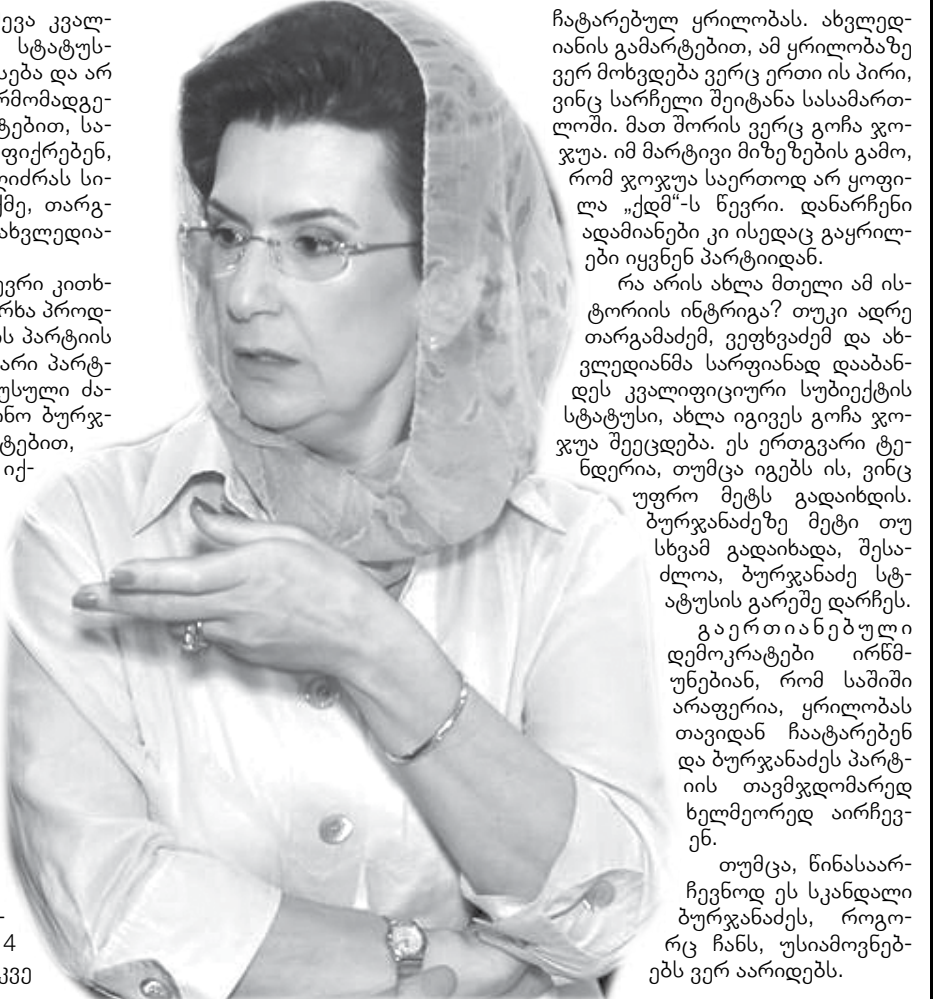 ევა კვალ-
სტატუს-
სება და არ
რმომადგე-
ტებით, სა-
ფიქრებენ,
ღიძრას სი-
ქმე, თარგ-
ახვლედია-
ევრი კითხ-
რხა პროდ-
ს პარტიის
არი პარტ-
უსული ძა-
ნო ბურჯ-
ტებით,
იქ-
-
4
კვე
ჩატარებულ ყრილობას. ახვლედ-
იანის გამარტებით, ამ ყრილობაზე
ვერ მოხვდება ვერც ერთი ის პირი,
ვინც სარჩელი შეიტანა სასამართ-
ლოში. მათ შორის ვერც გოჩა ჯო-
ჯუა. იმ მარტივი მიზეზების გამო,
რომ ჯოჯუა საერთოდ არ ყოფი-
ლა „ქდმ“-ს წევრი. დანარჩენი
ადამიანები კი ისედაც გაყრილ-
ები იყვნენ პარტიიდან.
რა არის ახლა მთელი ამ ის-
ტორიის ინტრიგა? თუკი ადრე
თარგამაძემ, ვეფხვაძემ და ახ-
ვლედიანმა სარფიანად დააბან-
დეს კვალიფიციური სუბიექტის
სტატუსი, ახლა იგივეს გოჩა ჯო-
ჯუა შეეცდება. ეს ერთგვარი ტე-
ნდერია, თუმცა იგებს ის, ვინც
უფრო მეტს გადაიხდის.
ბურჯანაძეზე მეტი თუ
სხვამ გადაიხადა, შესა-
ძლოა, ბურჯანაძე სტ-
ატუსის გარეშე დარჩეს.
გაერთიანებული
დემოკრატები ირწმ-
უნებიან, რომ საშიში
არაფერია, ყრილობას
თავიდან ჩაატარებენ
და ბურჯანაძეს პარტ-
იის თავმჯდომარედ
ხელმეორედ აირჩევ-
ენ.
თუმცა, წინასაარ-
ჩევნოდ ეს სკანდალი
ბურჯანაძეს, როგო-
რც ჩანს, უსიამოვნებ-
ებს ვერ აარიდებს.